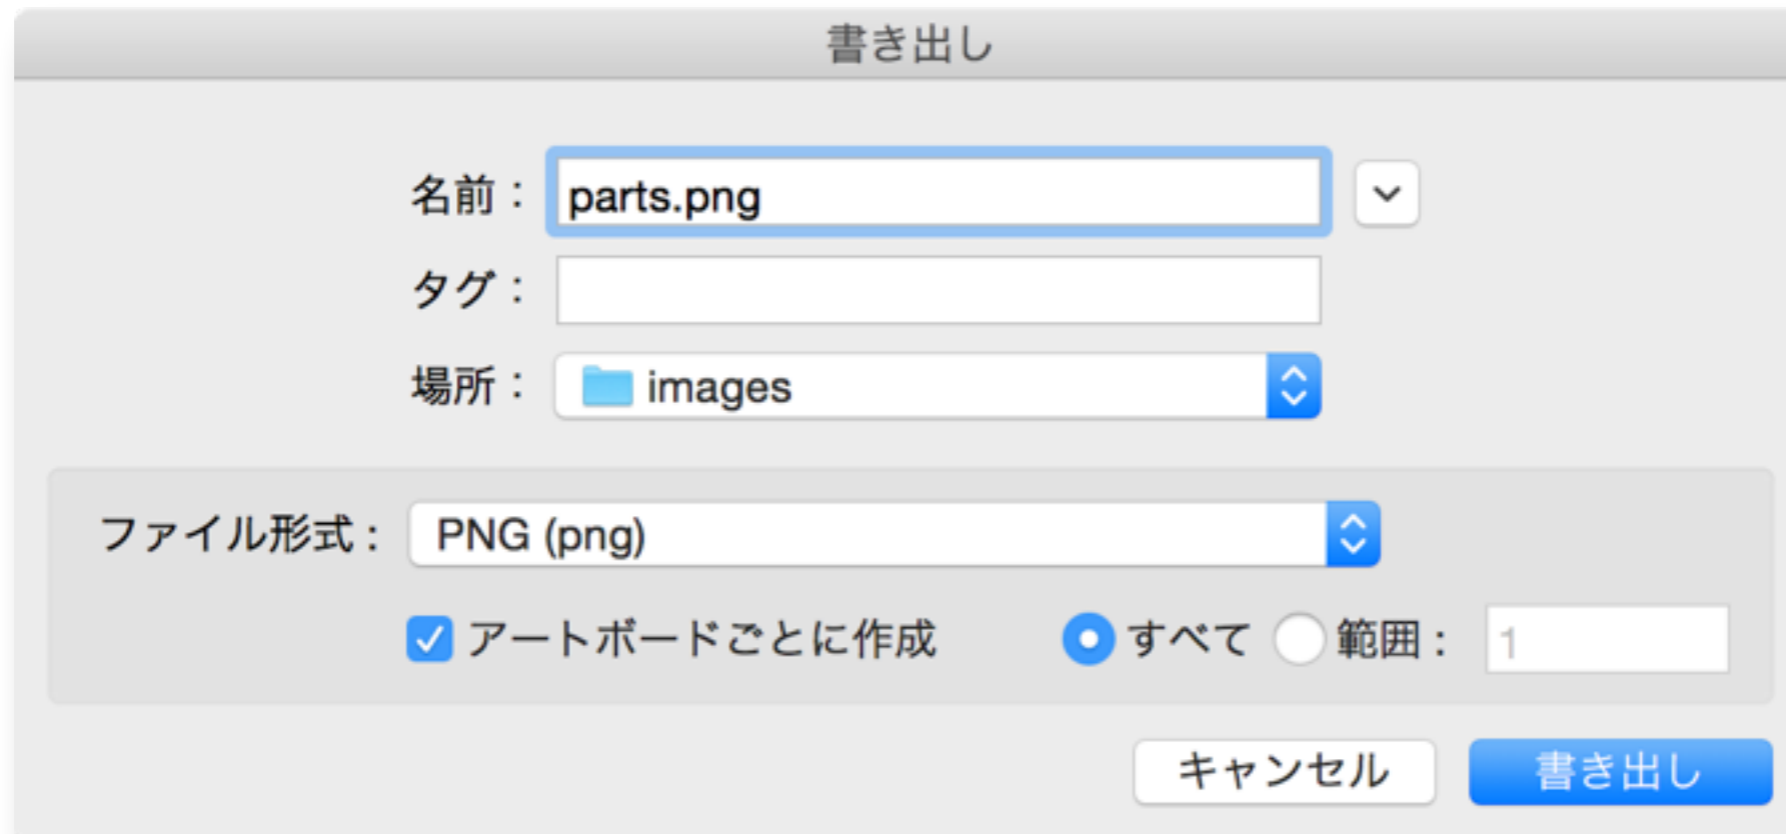 書き出し
名前： parts.png
タグ：
場所： images
ファイル形式： PNG (png)
アートボードごとに作成 すべて 範囲： 1
キャンセル 書き出し